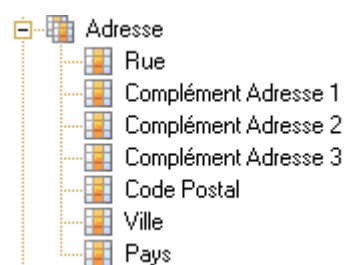 Adresse
Rue
Complément Adresse 1
Complément Adresse 2
Complément Adresse 3
Code Postal
Ville
Pays